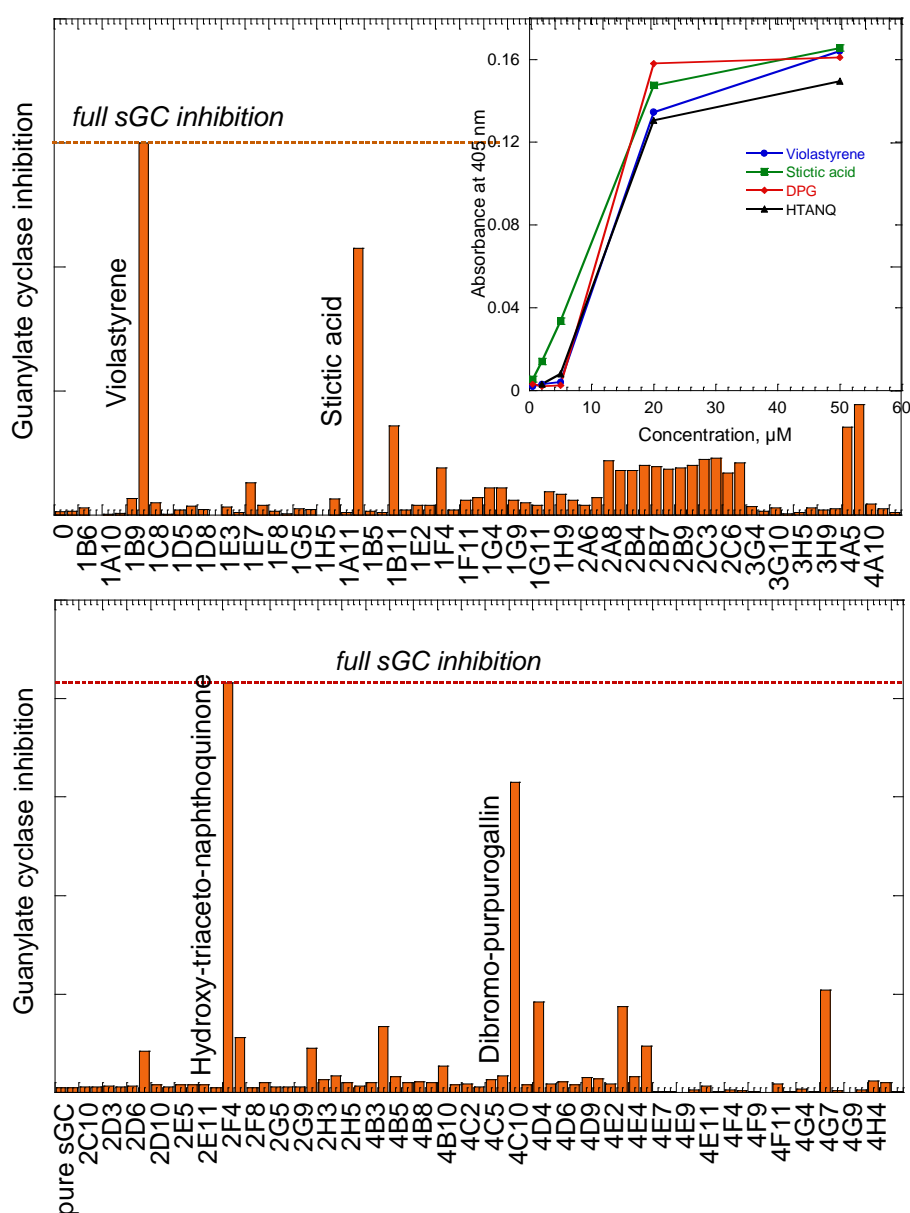 Guanylate cyclase inhibition
full sGC inhibition
Violastyrene
Stictic acid
Absorbance at 405 nm
0.16
0.12
0.08
0.04
0
Violastyrene
Stictic acid
DPG
HTANQ
0 10 20 30 40 50 60
Concentration, µM
0 1B6 1A10 1B9 1C8 1D5 1D8 1E3 1E7 1F8 1G5 1H5 1A11 1B5 1B11 1E2 1F4 1F11 1G4 1G9 1G11 1H9 2A6 2A8 2B4 2B7 2B9 2C3 2C6 3G4 3G10 3H5 3H9 4A5 4A10
Guanylate cyclase inhibition
full sGC inhibition
Hydroxy-triaceto-naphthoquinone
Dibromo-purpurogallin
pure sGC 2C10 2D3 2D6 2D10 2E5 2E11 2F4 2F8 2G5 2G9 2H3 2H5 4B3 4B5 4B8 4B10 4C2 4C5 4C10 4D4 4D6 4D9 4E2 4E4 4E7 4E9 4E11 4F4 4F9 4F11 4G4 4G7 4G9 4H4